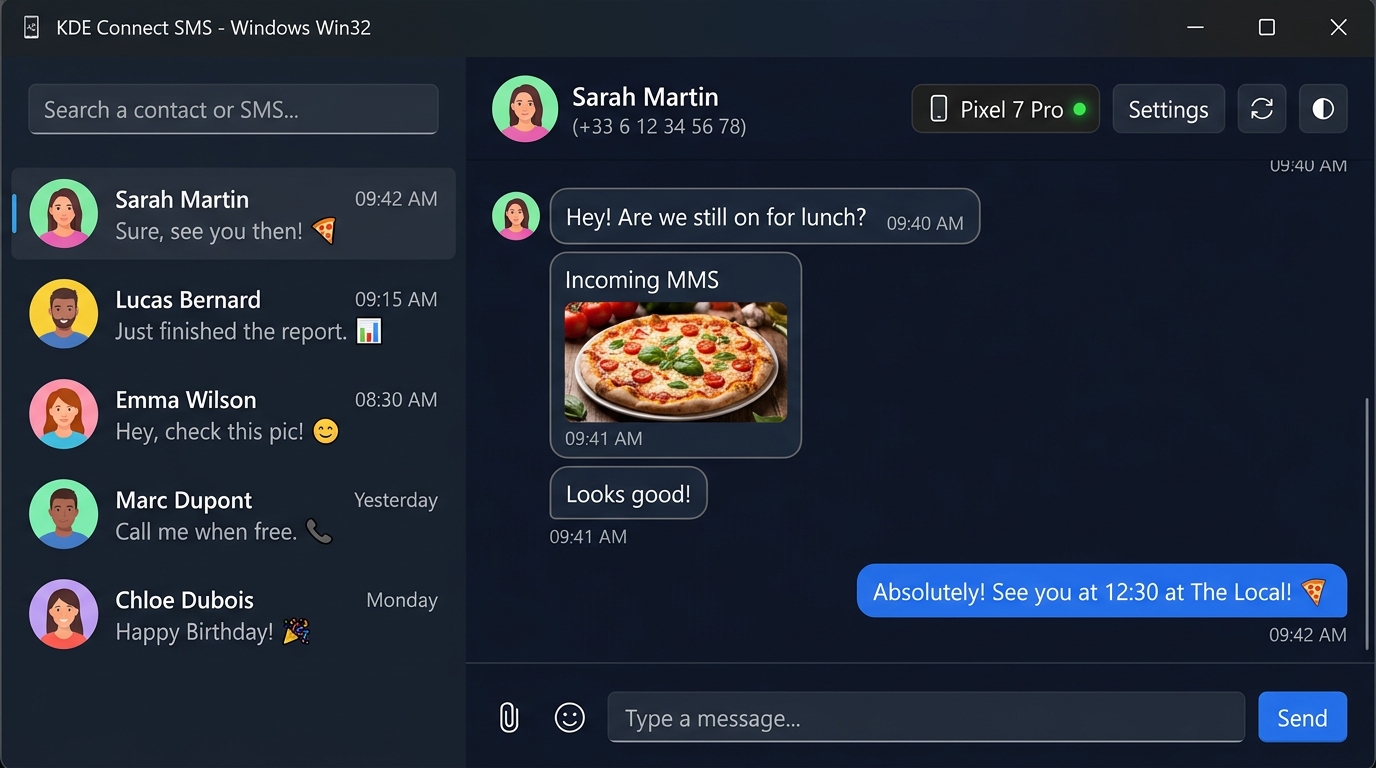 KDE Connect SMS - Windows Win32
Search a contact or SMS...
Sarah Martin
09:42 AM
Sure, see you then! 🍕
Lucas Bernard
09:15 AM
Just finished the report. 📊
Emma Wilson
08:30 AM
Hey, check this pic! 😊
Marc Dupont
Yesterday
Call me when free. 📞
Chloe Dubois
Monday
Happy Birthday! 🎉
Sarah Martin
(+33 6 12 34 56 78)
Pixel 7 Pro
Settings
09:40 AM
Hey! Are we still on for lunch? 09:40 AM
Incoming MMS
09:41 AM
Looks good!
09:41 AM
Absolutely! See you at 12:30 at The Local! 🍕
09:42 AM
Type a message...
Send